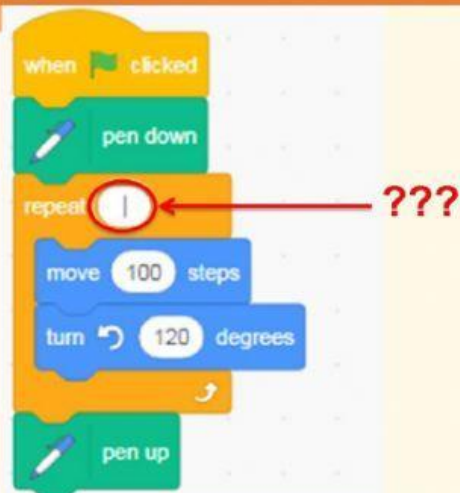 when clicked
pen down
repeat
???
move 100 steps
turn 120 degrees
pen up